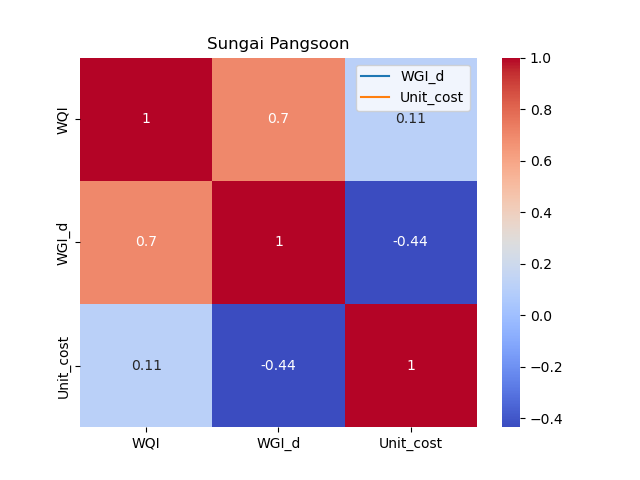 Sungai Pangsoon
WGI_d
Unit_cost
WQI
1
0.7
0.11
WGI_d
0.7
1
-0.44
Unit_cost
0.11
-0.44
1
WQI
WGI_d
Unit_cost
1.0
0.8
0.6
0.4
0.2
0.0
−0.2
−0.4